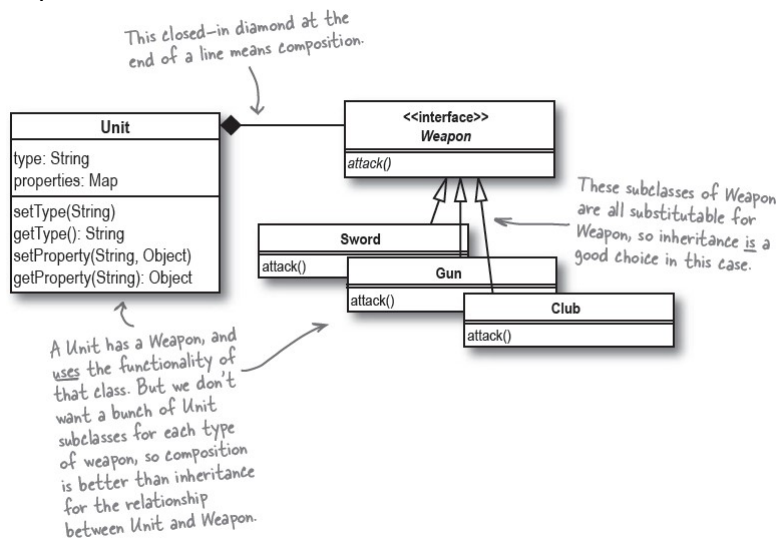 This closed-in diamond at the
end of a line means composition.
Unit
type: String
properties: Map
setType(String)
getType(): String
setProperty(String, Object)
getProperty(String): Object
<<interface>>
Weapon
attack()
These subclasses of Weapon
are all substitutable for
Weapon, so inheritance is a
good choice in this case.
Sword
attack()
Gun
attack()
Club
attack()
A Unit has a Weapon, and
uses the functionality of
that class. But we don't
want a bunch of Unit
subclasses for each type
of weapon, so composition
is better than inheritance
for the relationship
between Unit and Weapon.